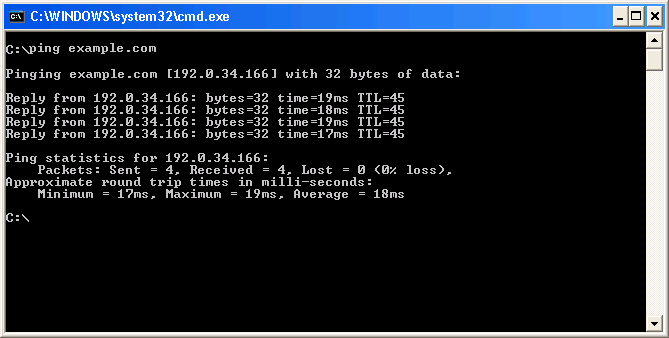 C:\WINDOWS\system32\cmd.exe
C:\ping example.com
Pinging example.com [192.0.34.166] with 32 bytes of data:
Reply from 192.0.34.166: bytes=32 time=19ms TTL=45
Reply from 192.0.34.166: bytes=32 time=18ms TTL=45
Reply from 192.0.34.166: bytes=32 time=19ms TTL=45
Reply from 192.0.34.166: bytes=32 time=17ms TTL=45
Ping statistics for 192.0.34.166:
    Packets: Sent = 4, Received = 4, Lost = 0 (0% loss),
Approximate round trip times in milli-seconds:
    Minimum = 17ms, Maximum = 19ms, Average = 18ms
C:\